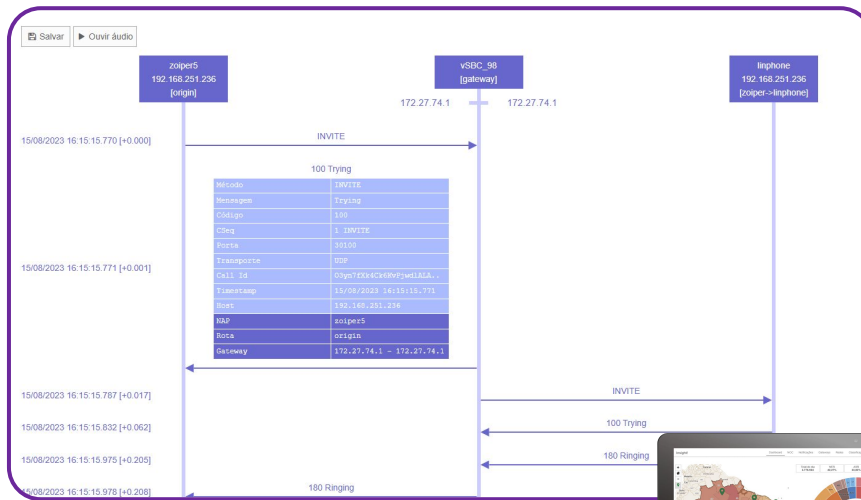 Salvar
Ouvir áudio
zoiper5
192.168.251.236
[origin]
vSBC_98
[gateway]
linphone
192.168.251.236
[zoiper->linphone]
172.27.74.1
172.27.74.1
15/08/2023 16:15:15.770 [+0.000]
INVITE
100 Trying
Método INVITE
Mensagem Trying
Código 100
CSeq 1 INVITE
Porta 30100
Transporte UDP
Call Id
Timestamp 15/08/2023 16:15:15.771
Host 192.168.251.236
NAP zoiper5
Rota origin
Gateway 172.27.74.1 - 172.27.74.1
15/08/2023 16:15:15.771 [+0.001]
15/08/2023 16:15:15.787 [+0.017]
INVITE
15/08/2023 16:15:15.832 [+0.062]
100 Trying
15/08/2023 16:15:15.975 [+0.205]
180 Ringing
15/08/2023 16:15:15.978 [+0.208]
180 Ringing